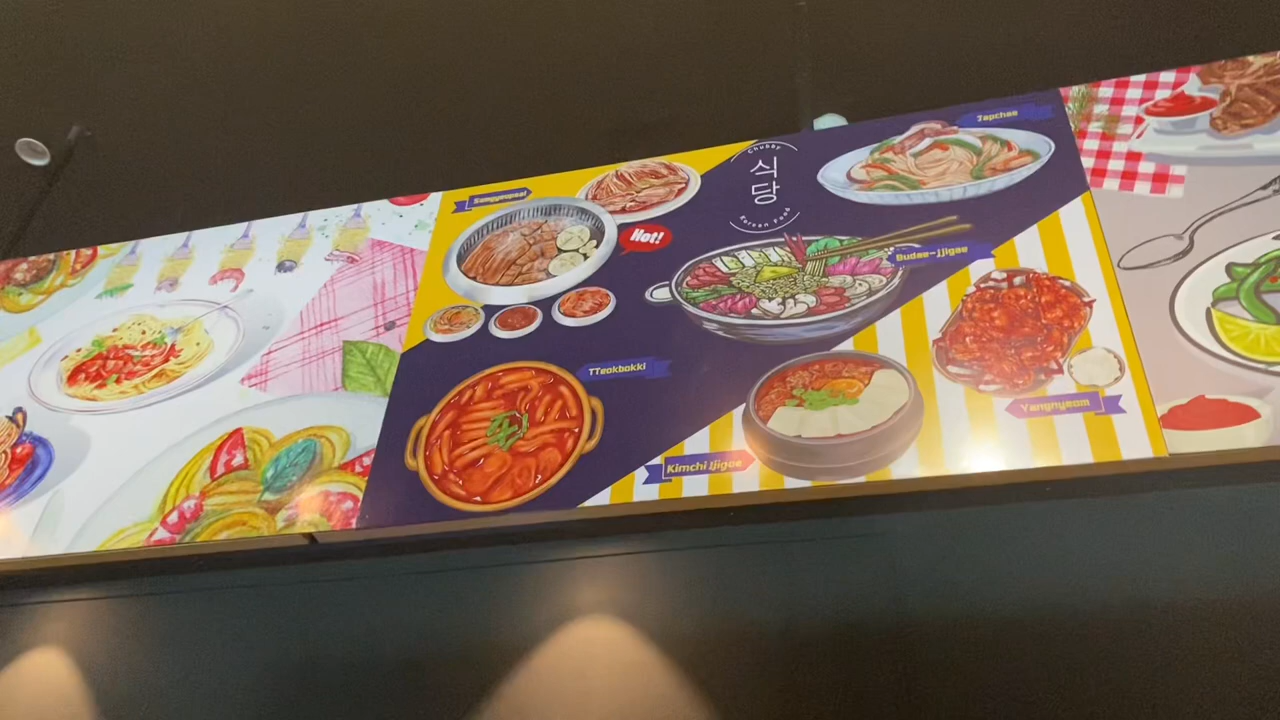 Chubby
식
당
Korean Food
Japchae
Samgyeopsal
Hot!
Budae-Jjigae
TTeokbokki
Yangnyeom
Kimchi Jjigae